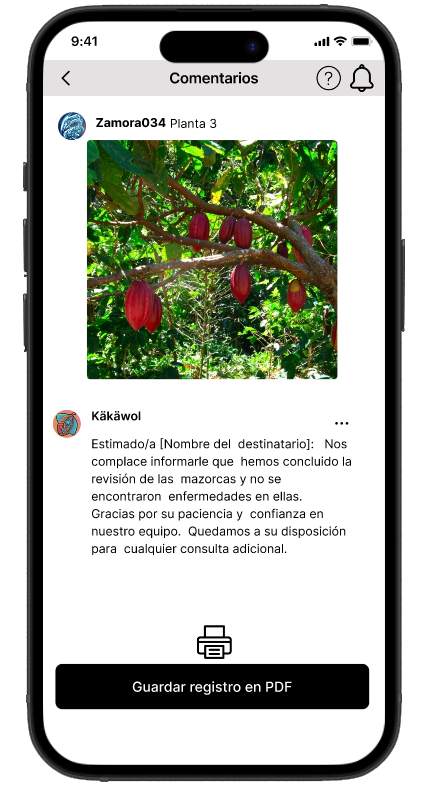 9:41
Comentarios
?
Zamora034 Planta 3
Käkäwol
...
Estimado/a [Nombre del destinatario]: Nos
complace informarle que hemos concluido la
revisión de las mazorcas y no se
encontraron enfermedades en ellas.
Gracias por su paciencia y confianza en
nuestro equipo. Quedamos a su disposición
para cualquier consulta adicional.
Guardar registro en PDF